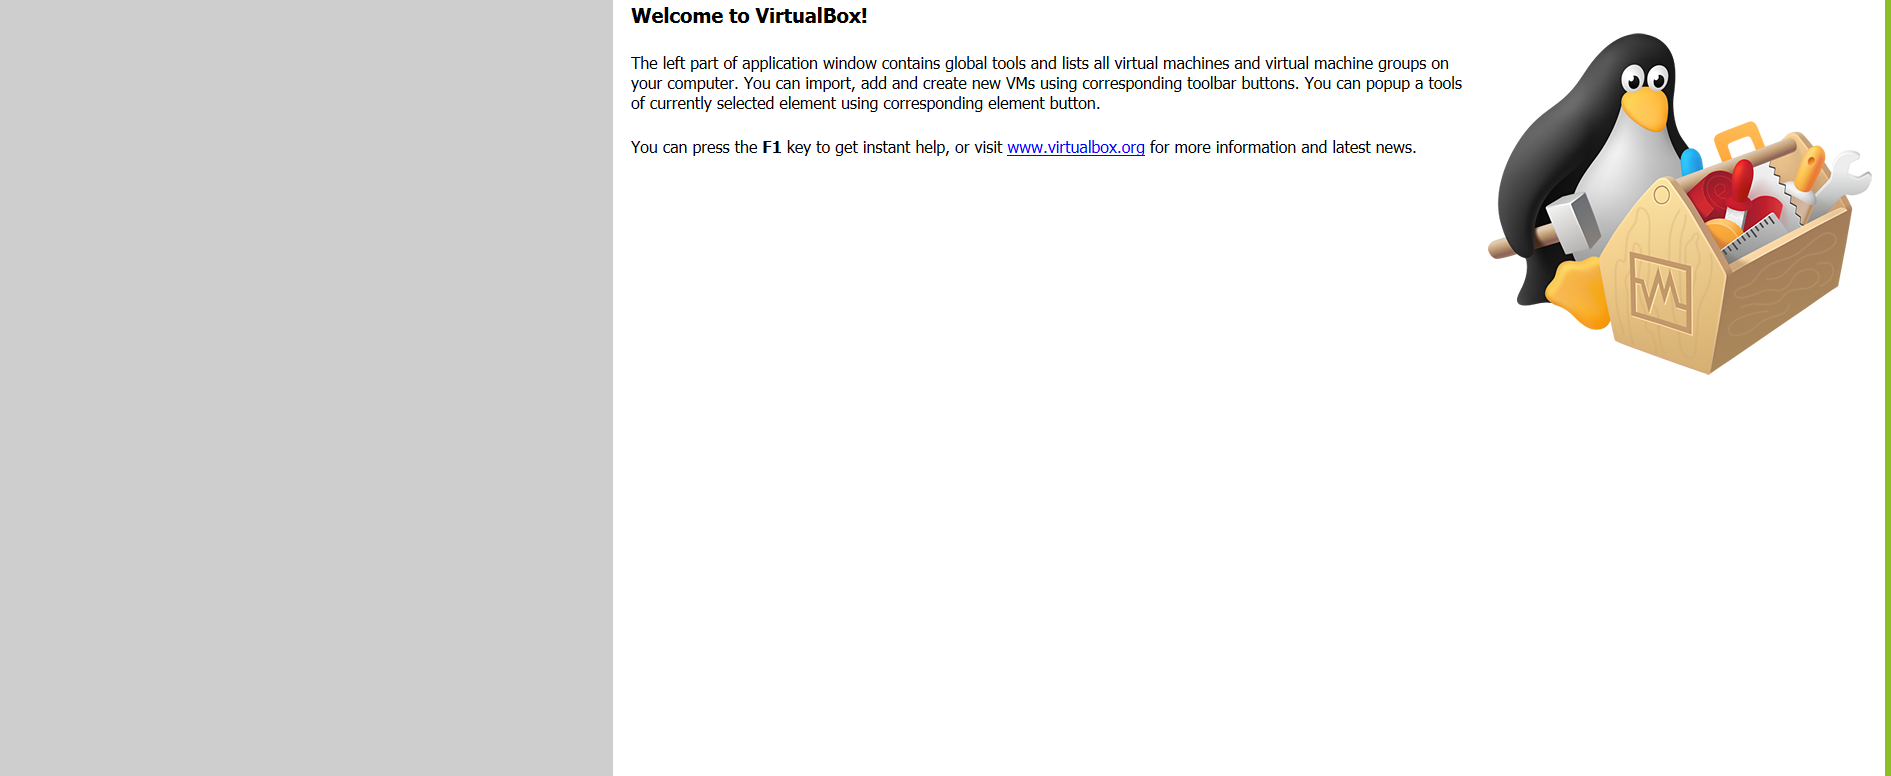 Welcome to VirtualBox!
The left part of application window contains global tools and lists all virtual machines and virtual machine groups on
your computer. You can import, add and create new VMs using corresponding toolbar buttons. You can popup a tools
of currently selected element using corresponding element button.
You can press the F1 key to get instant help, or visit www.virtualbox.org for more information and latest news.